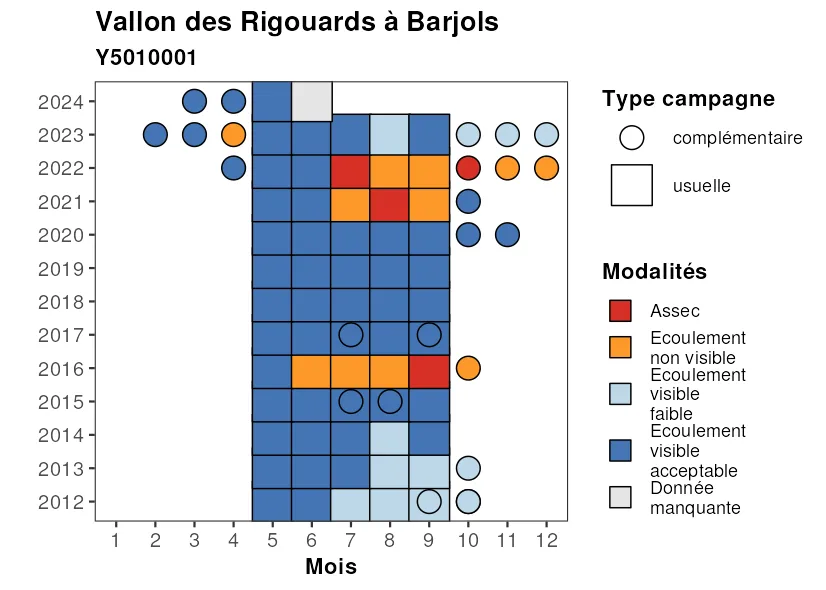 Vallon des Rigouards à Barjols
Y5010001
2024
2023
2022
2021
2020
2019
2018
2017
2016
2015
2014
2013
2012
1 2 3 4 5 6 7 8 9 10 11 12
Mois
Type campagne
complémentaire
usuelle
Modalités
Assec
Ecoulement
non visible
Ecoulement
visible
faible
Ecoulement
visible
acceptable
Donnée
manquante